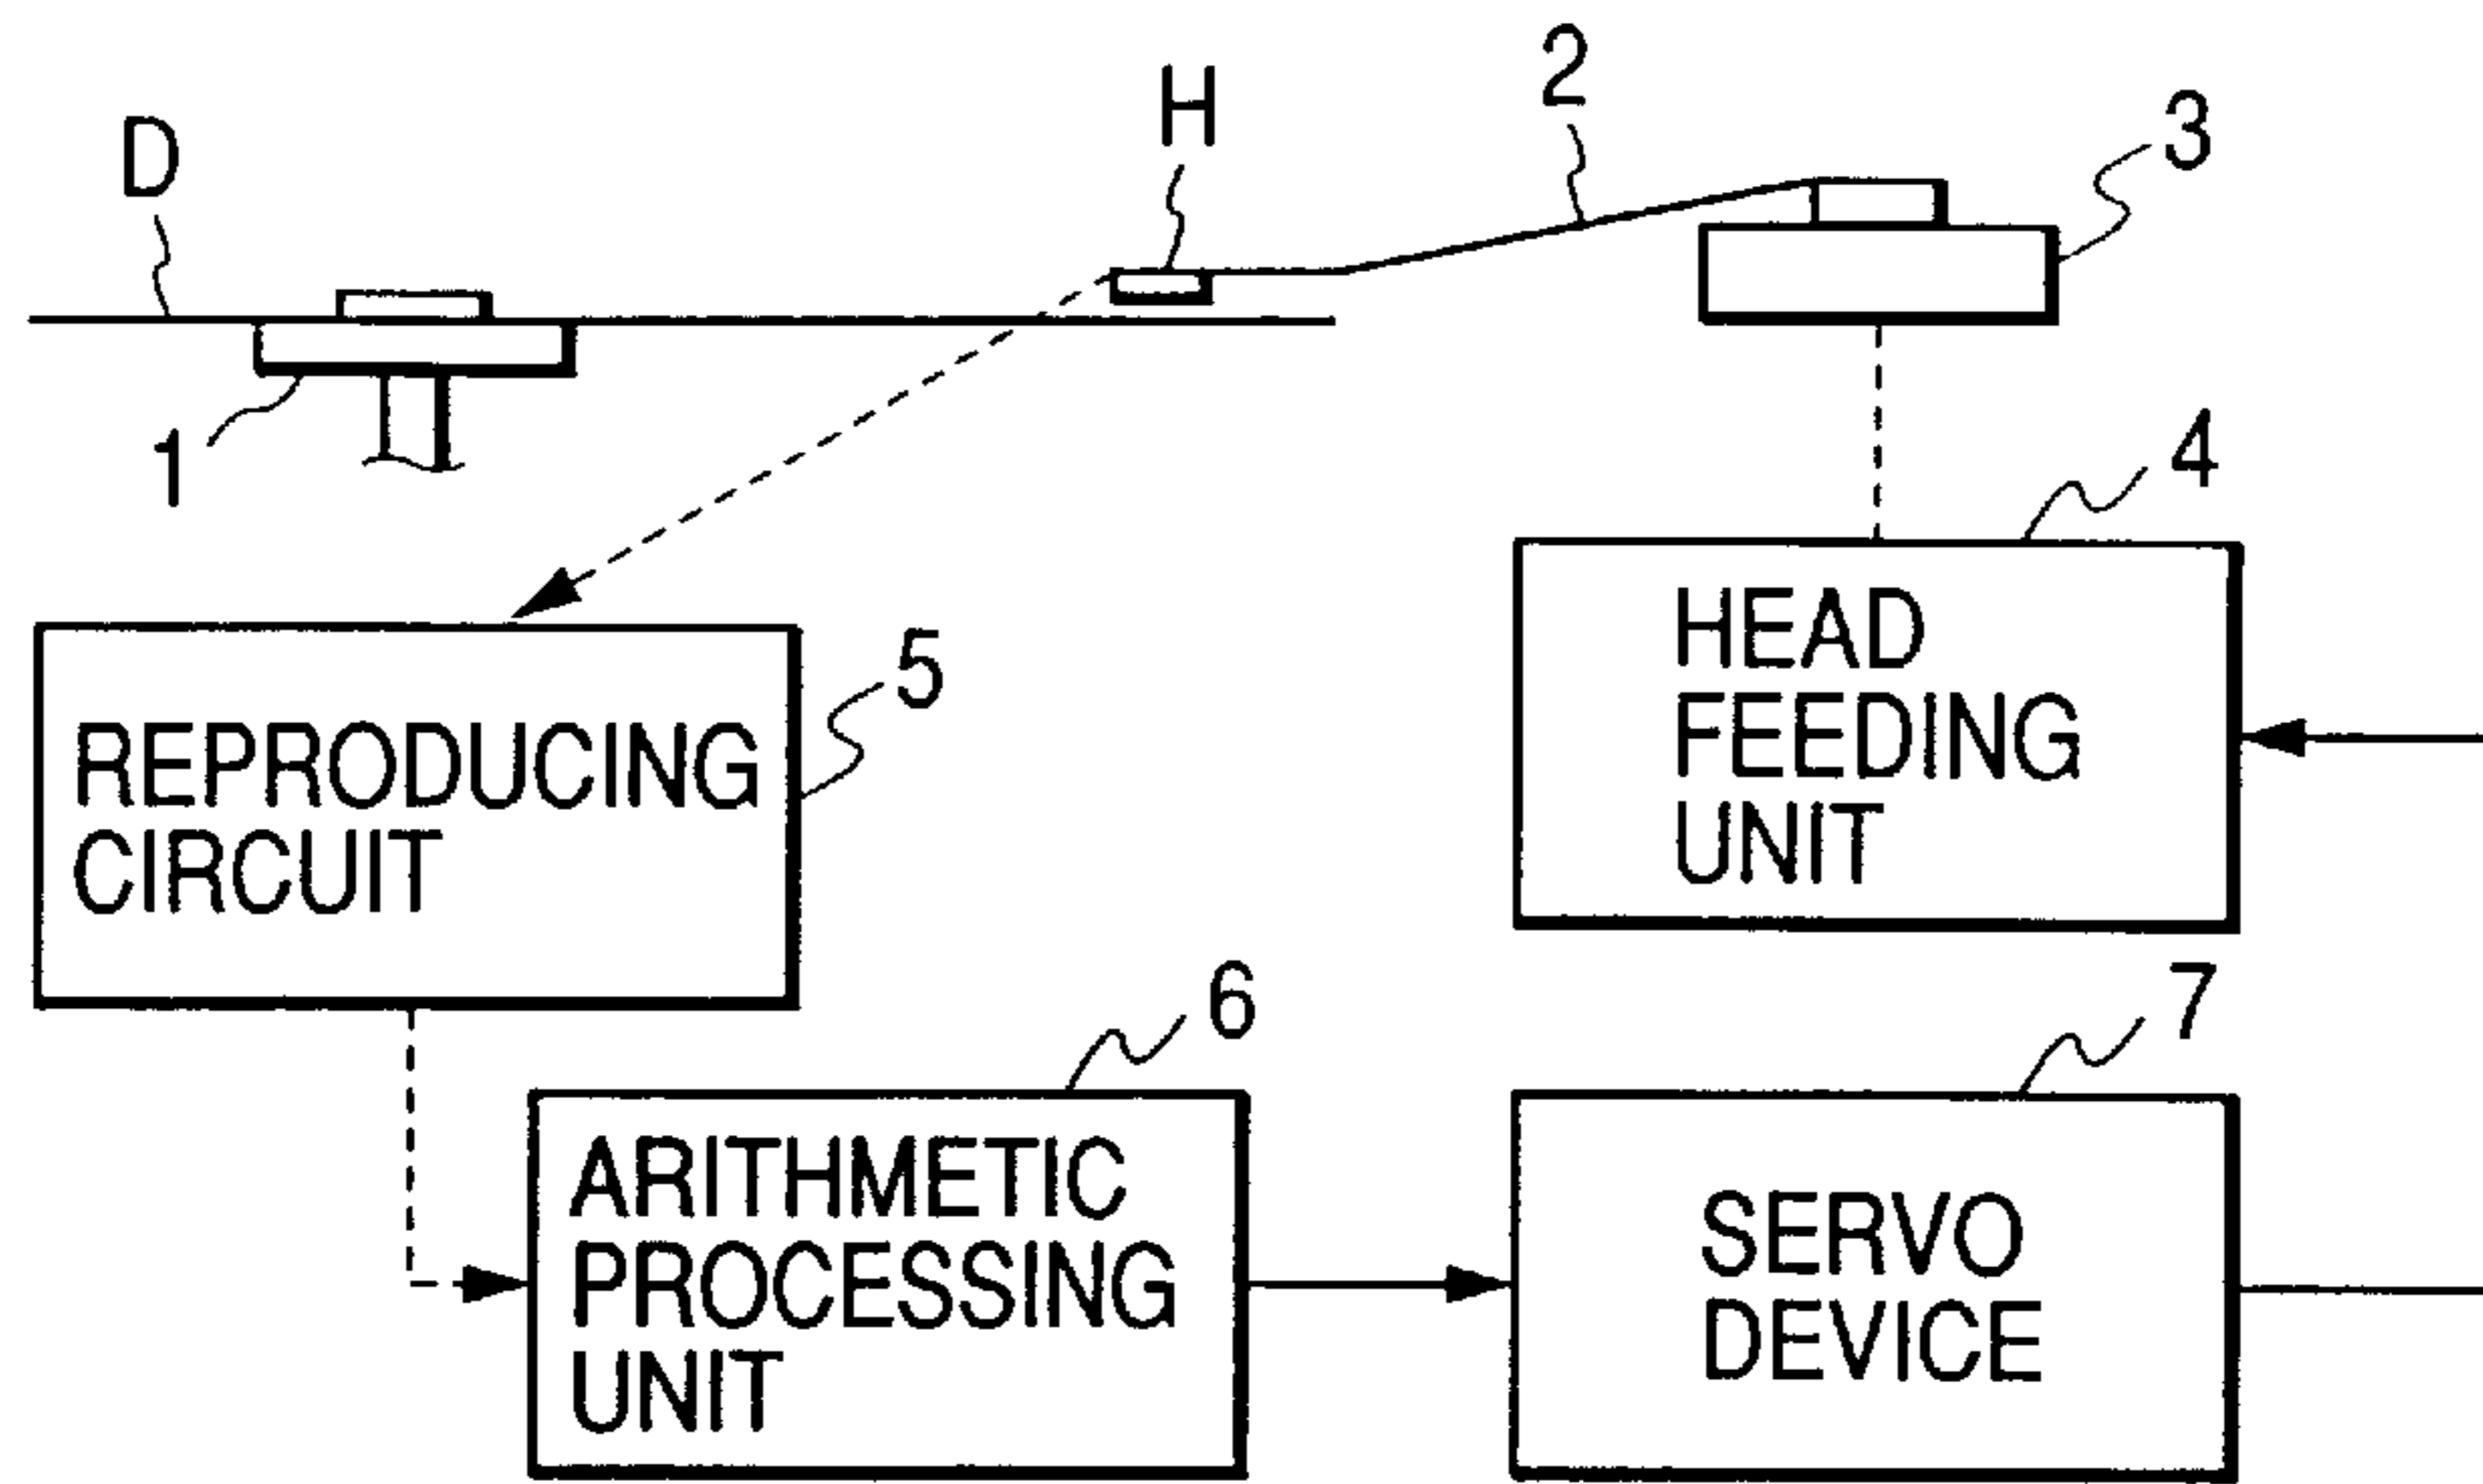 D
H
2
3
1
4
HEAD
FEEDING
UNIT
5
REPRODUCING
CIRCUIT
6
ARITHMETIC
PROCESSING
UNIT
7
SERVO
DEVICE